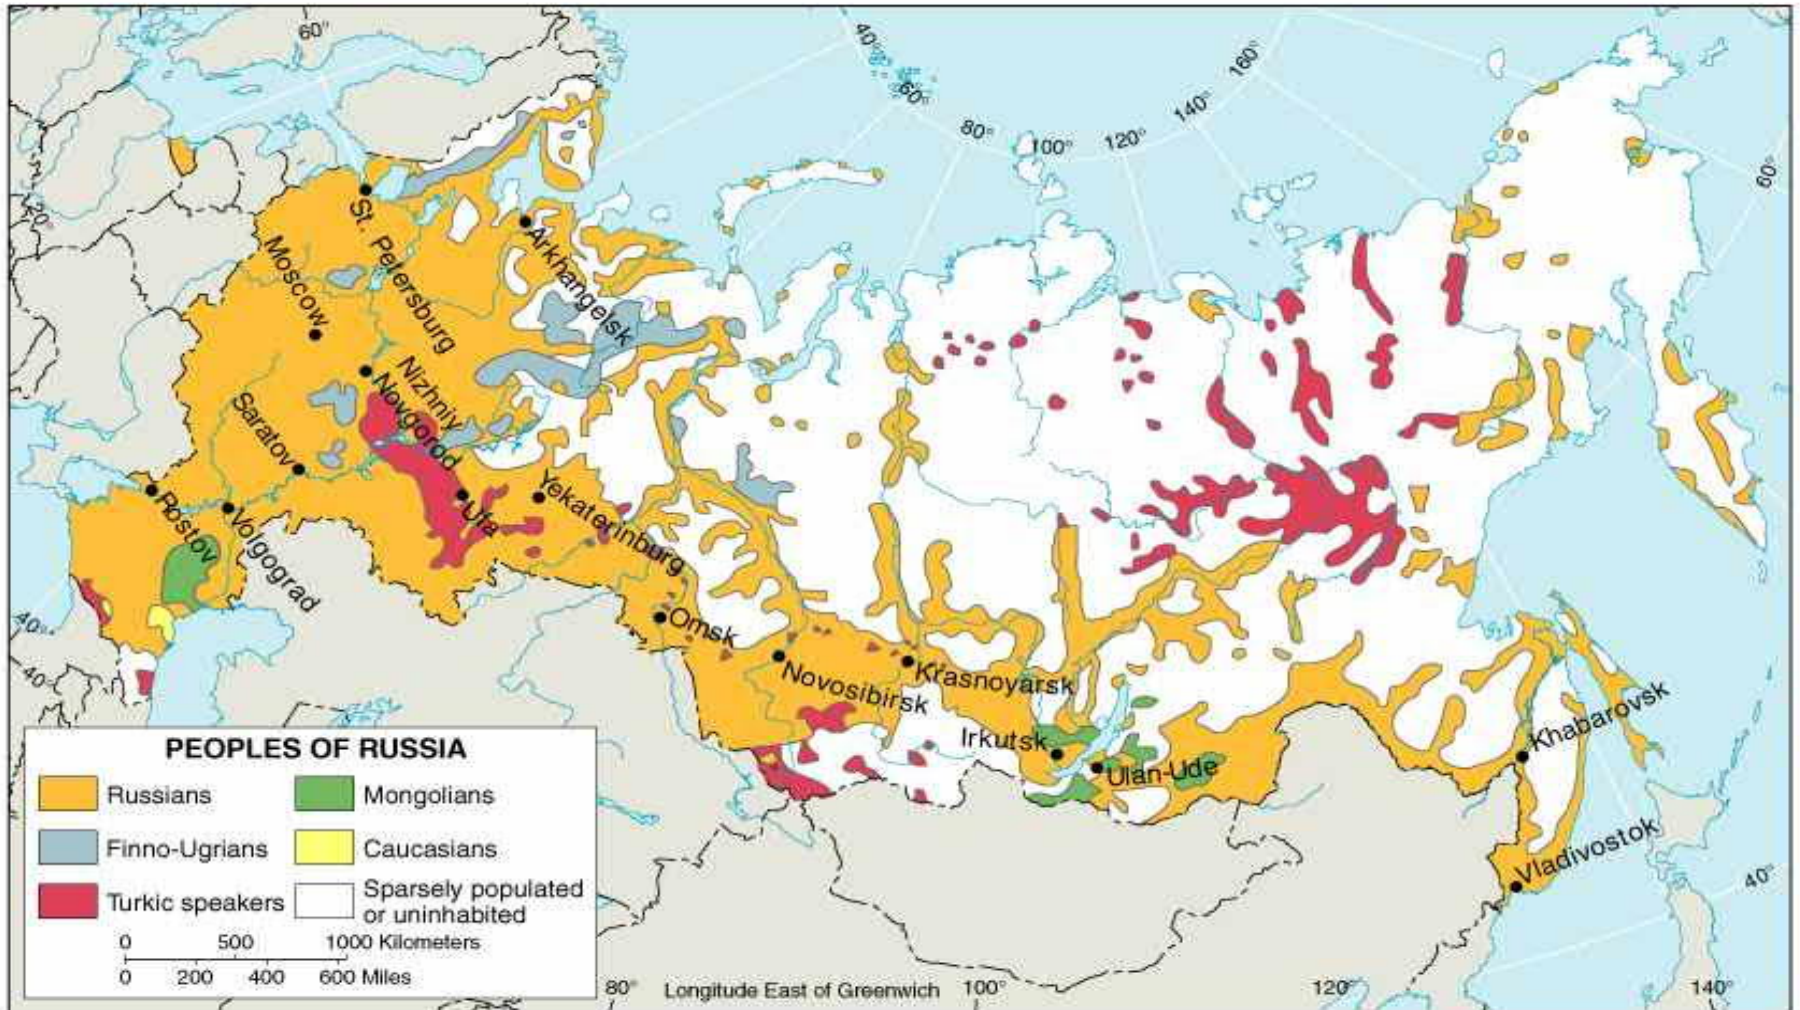 60°
40°
60°
80°
100°
120°
140°
160°
60°
20°
St. Petersburg
Arkhangelsk
Moscow
Nizhniy
Novgorod
Saratov
Yekaterinburg
Ufa
Rostov
Volgograd
40°
40°
Omsk
Novosibirsk
Krasnoyarsk
Irkutsk
Ulan-Ude
Khabarovsk
Vladivostok
40°
PEOPLES OF RUSSIA
Russians
Mongolians
Finno-Ugrians
Caucasians
Turkic speakers
Sparsely populated
or uninhabited
0 500 1000 Kilometers
0 200 400 600 Miles
80° Longitude East of Greenwich 100° 120° 140°